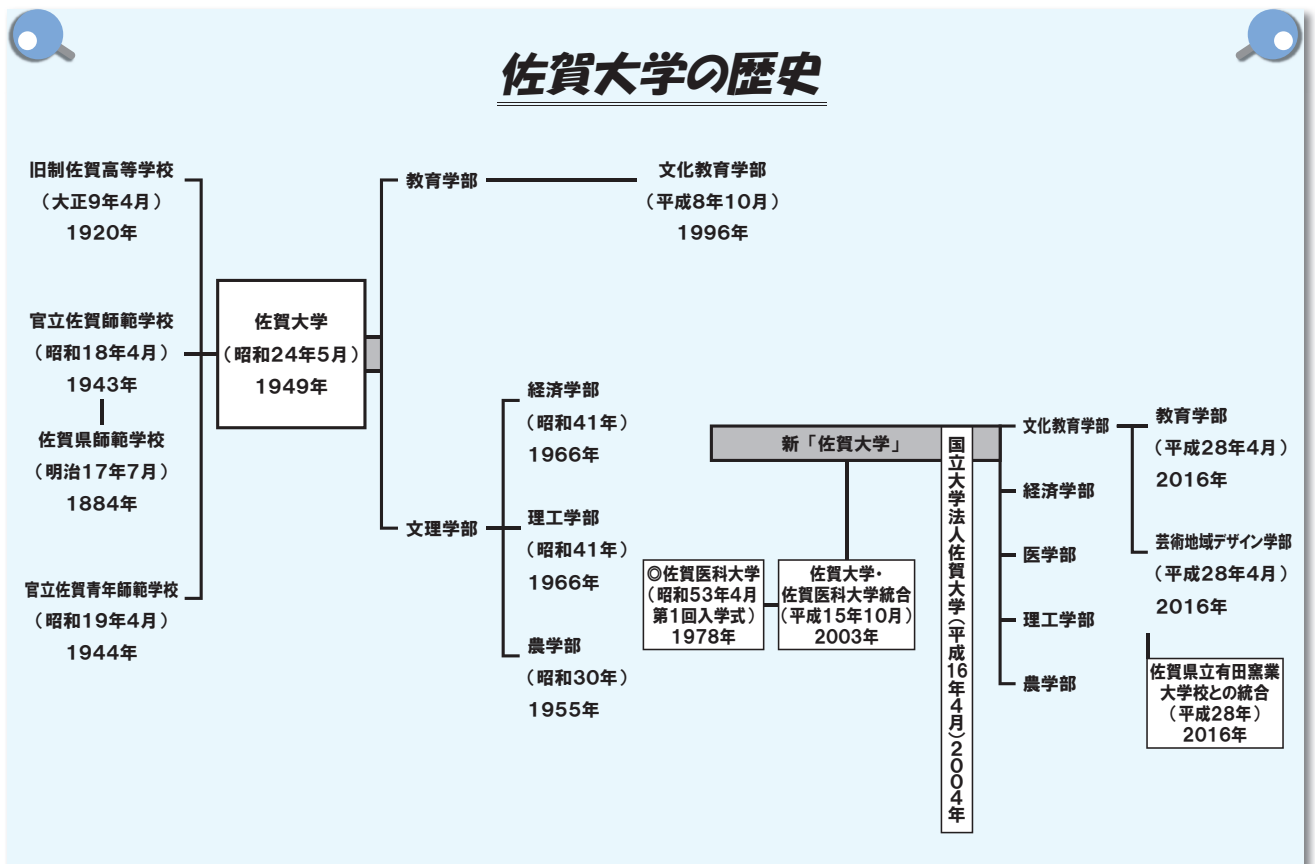 佐賀大学の歴史
旧制佐賀高等学校
（大正9年4月）
1920年
官立佐賀師範学校
（昭和18年4月）
1943年
佐賀県師範学校
（明治17年7月）
1884年
官立佐賀青年師範学校
（昭和19年4月）
1944年
佐賀大学
（昭和24年5月）
1949年
教育学部
文化教育学部
（平成8年10月）
1996年
文理学部
経済学部
（昭和41年）
1966年
理工学部
（昭和41年）
1966年
農学部
（昭和30年）
1955年
新「佐賀大学」
◎佐賀医科大学
（昭和53年4月
第1回入学式）
1978年
佐賀大学・
佐賀医科大学統合
（平成15年10月）
2003年
国立大学法人佐賀大学（平成16年4月）2004年
文化教育学部
経済学部
医学部
理工学部
農学部
教育学部
（平成28年4月）
2016年
芸術地域デザイン学部
（平成28年4月）
2016年
佐賀県立有田窯業
大学校との統合
（平成28年）
2016年